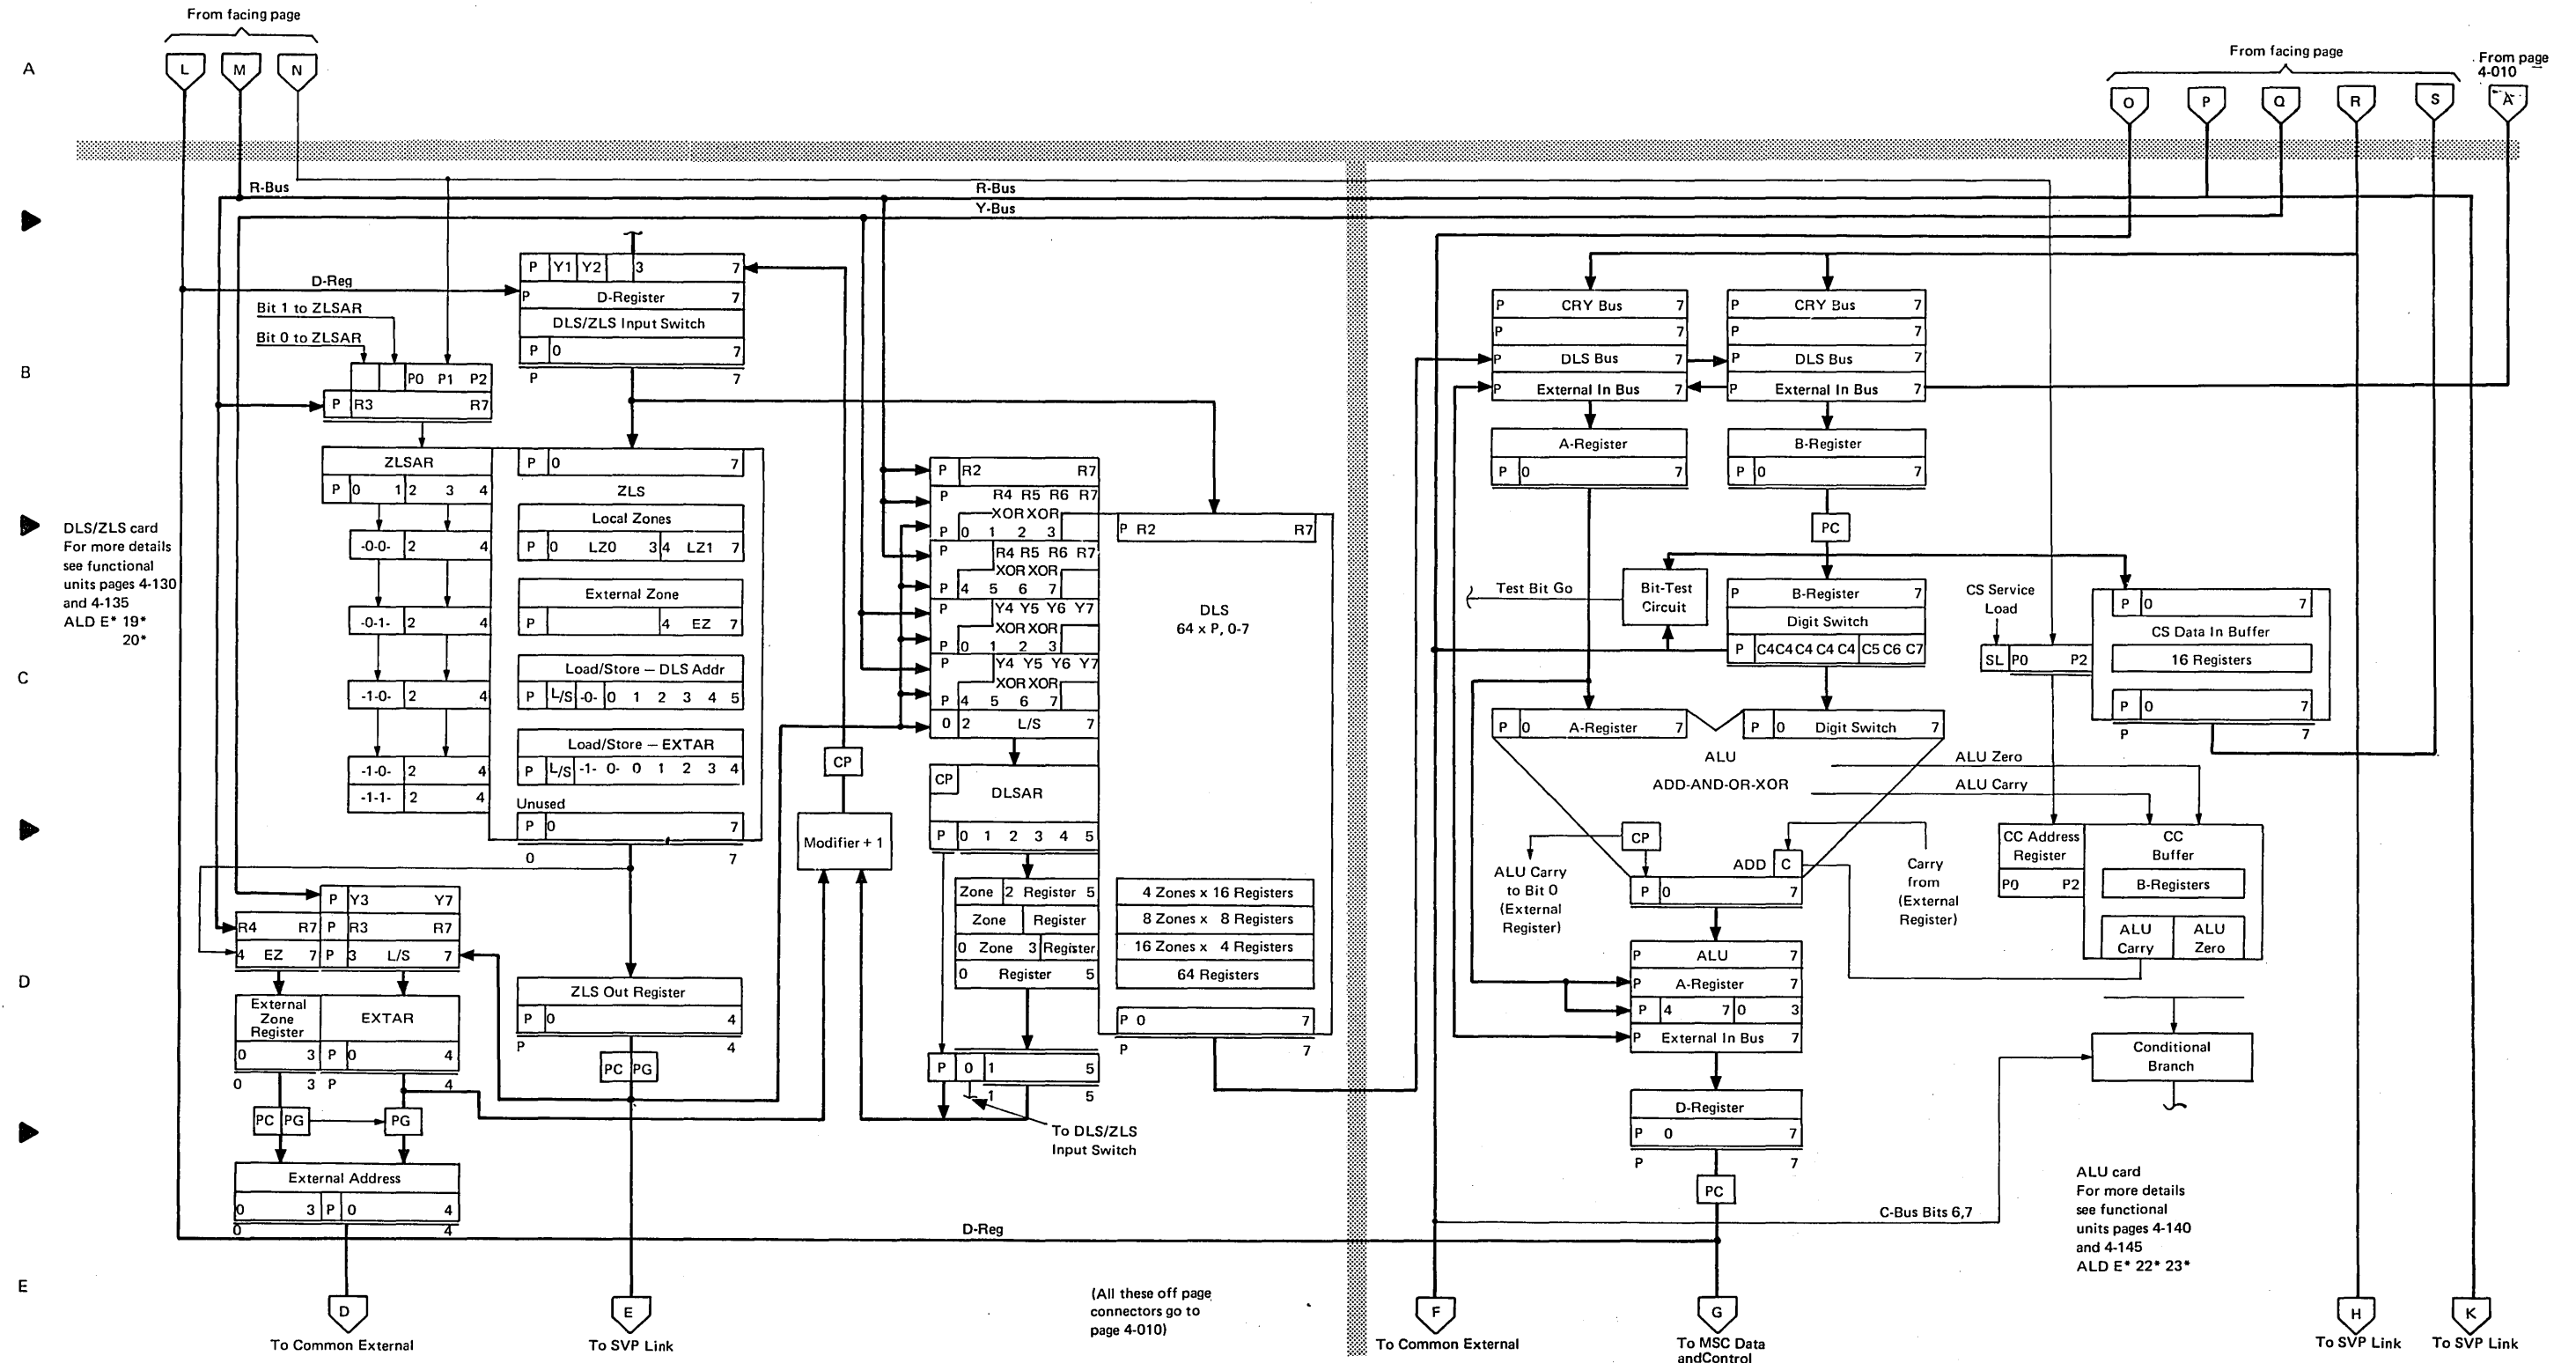 From facing page
L M N
A
From facing page
From page
4-010
O P Q R S A
R-Bus
R-Bus
Y-Bus
P Y1 Y2 3 7
D-Reg
P D-Register 7
DLS/ZLS Input Switch
P 0 7
P 7
Bit 1 to ZLSAR
Bit 0 to ZLSAR
B
P0 P1 P2
P R3 R7
ZLSAR
P 0 1 2 3 4
-0-0- 2 4
-0-1- 2 4
-1-0- 2 4
-1-0- 2 4
-1-1- 2 4
P 0 7
ZLS
Local Zones
P 0 LZ0 3 4 LZ1 7
External Zone
P 4 EZ 7
Load/Store – DLS Addr
P L/S -0- 0 1 2 3 4 5
Load/Store – EXTAR
P L/S -1- 0- 0 1 2 3 4
Unused
P 0 7
0 7
DLS/ZLS card
For more details
see functional
units pages 4-130
and 4-135
ALD E* 19*
20*
C
P R2 R7
P R4 R5 R6 R7
XOR XOR
P 0 1 2 3
P R4 R5 R6 R7
XOR XOR
P 4 5 6 7
P Y4 Y5 Y6 Y7
XOR XOR
P 0 1 2 3
P Y4 Y5 Y6 Y7
XOR XOR
P 4 5 6 7
0 2 L/S 7
CP
DLSAR
P 0 1 2 3 4 5
Zone 2 Register 5
Zone Register
0 Zone 3 Register
0 Register 5
P 0 1 5
1 5
To DLS/ZLS
Input Switch
P R2 R7
DLS
64 x P, 0-7
4 Zones x 16 Registers
8 Zones x 8 Registers
16 Zones x 4 Registers
64 Registers
P 0 7
P 7
CP
Modifier + 1
P Y3 Y7
R4 R7 P R3 R7
4 EZ 7 P 3 L/S 7
D
External
Zone
Register
EXTAR
0 3 P 0 4
0 3 P 4
PC PG PG
External Address
0 3 P 0 4
0 4
ZLS Out Register
P 0 4
P 4
PC PG
D-Reg
E
D
To Common External
E
To SVP Link
(All these off page
connectors go to
page 4-010)
P CRY Bus 7
P 7
P DLS Bus 7
P External In Bus 7
A-Register
P 0 7
P CRY Bus 7
P 7
P DLS Bus 7
P External In Bus 7
B-Register
P 0 7
PC
Test Bit Go
Bit-Test
Circuit
P B-Register 7
Digit Switch
P C4 C4 C4 C4 C4 C5 C6 C7
CS Service
Load
SL P0 P2
P 0 7
CS Data In Buffer
16 Registers
P 0 7
P 7
P 0 A-Register 7
P 0 Digit Switch 7
ALU
ADD-AND-OR-XOR
ALU Zero
ALU Carry
CP
ADD C
P 0 7
ALU Carry
to Bit 0
(External
Register)
Carry
from
(External
Register)
CC Address
Register
P0 P2
CC
Buffer
B-Registers
ALU
Carry
ALU
Zero
P ALU 7
P A-Register 7
P 4 7 0 3
P External In Bus 7
D-Register
P 0 7
P 7
PC
Conditional
Branch
C-Bus Bits 6,7
ALU card
For more details
see functional
units pages 4-140
and 4-145
ALD E* 22* 23*
F
To Common External
G
To MSC Data
andControl
H
To SVP Link
K
To SVP Link